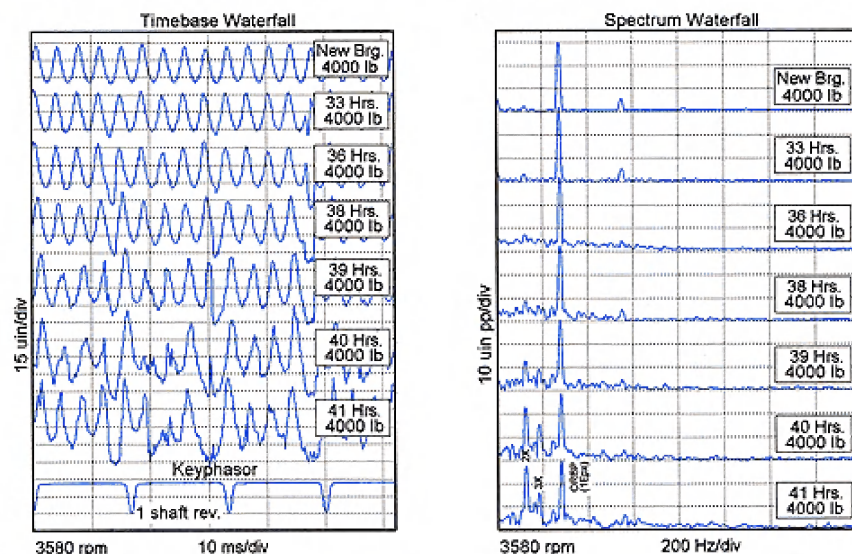 Timebase Waterfall
New Brg.
4000 lb
33 Hrs.
4000 lb
36 Hrs.
4000 lb
38 Hrs.
4000 lb
39 Hrs.
4000 lb
40 Hrs.
4000 lb
41 Hrs.
4000 lb
15 uin/div
Keyphasor
1 shaft rev.
3580 rpm
10 ms/div
Spectrum Waterfall
New Brg.
4000 lb
33 Hrs.
4000 lb
36 Hrs.
4000 lb
38 Hrs.
4000 lb
39 Hrs.
4000 lb
40 Hrs.
4000 lb
41 Hrs.
4000 lb
10 uin pp/div
2X
3X
(1Epx)
3580 rpm
200 Hz/div